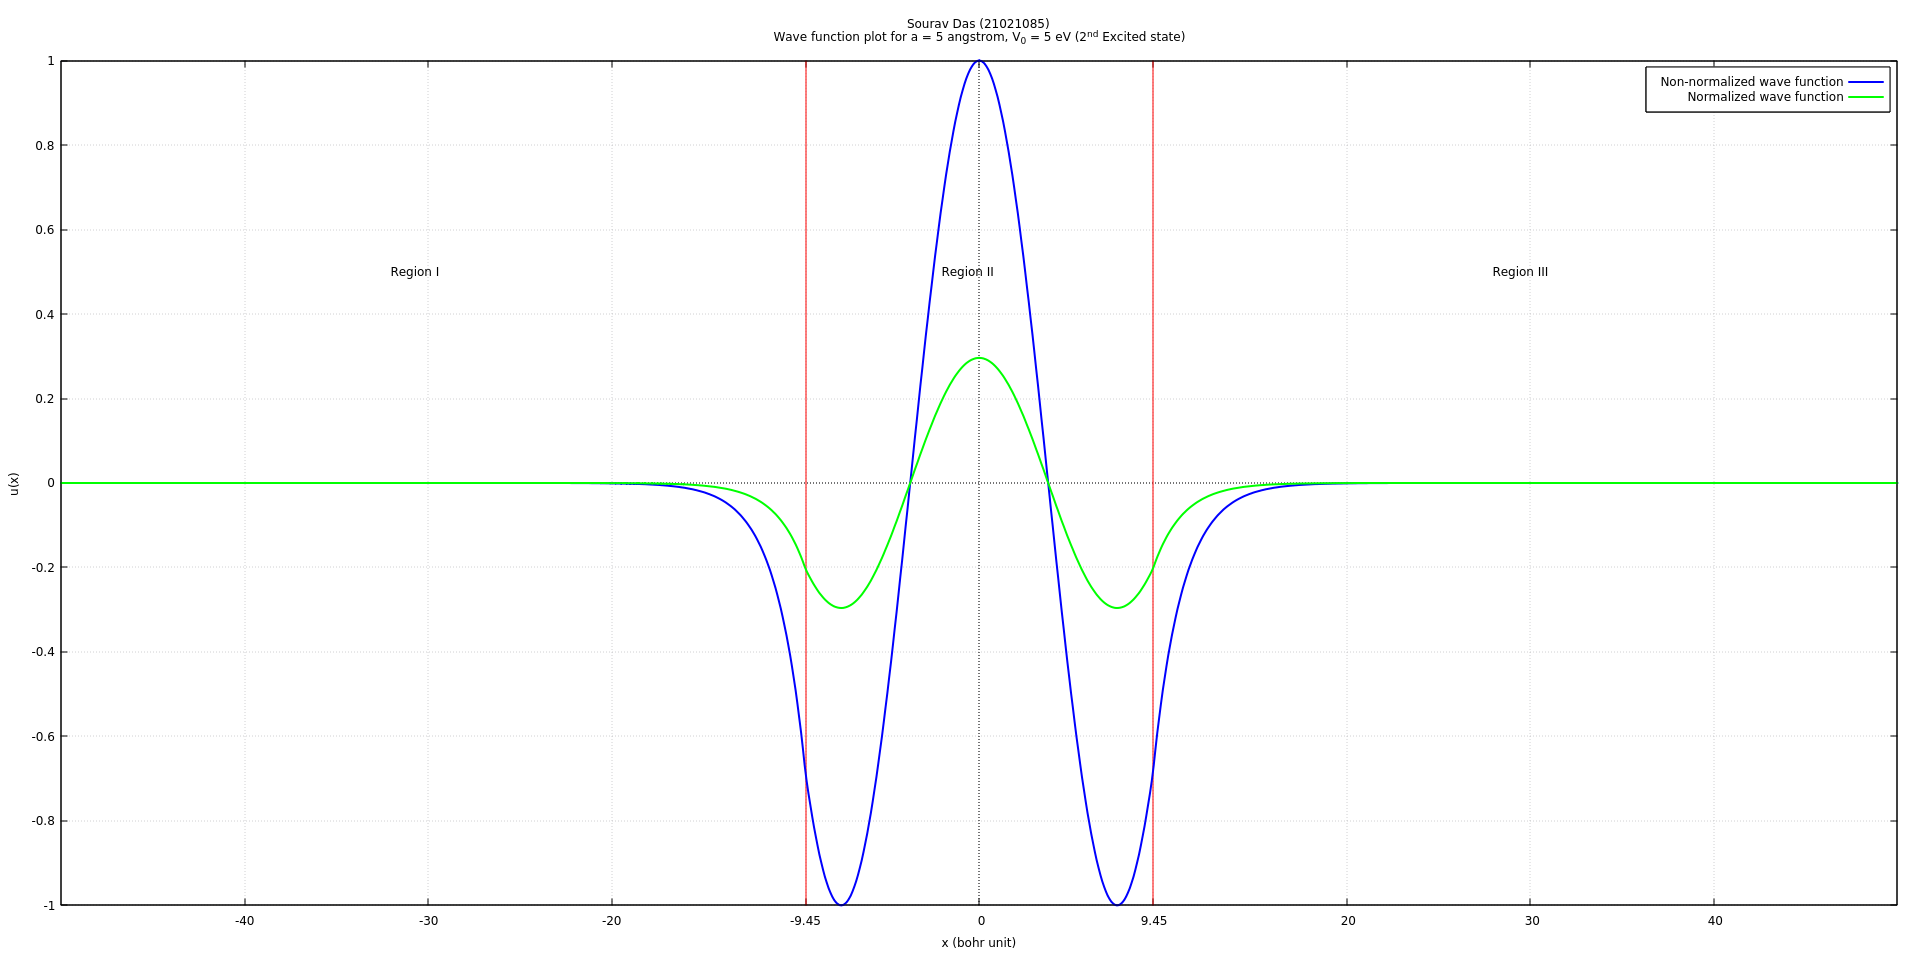 Sourav Das (21021085)
Wave function plot for a = 5 angstrom, V₀ = 5 eV (2ⁿᵈ Excited state)
Non-normalized wave function
Normalized wave function
1
0.8
0.6
0.4
0.2
0
-0.2
-0.4
-0.6
-0.8
-1
u(x)
Region I
Region II
Region III
-40
-30
-20
-9.45
0
9.45
20
30
40
x (bohr unit)